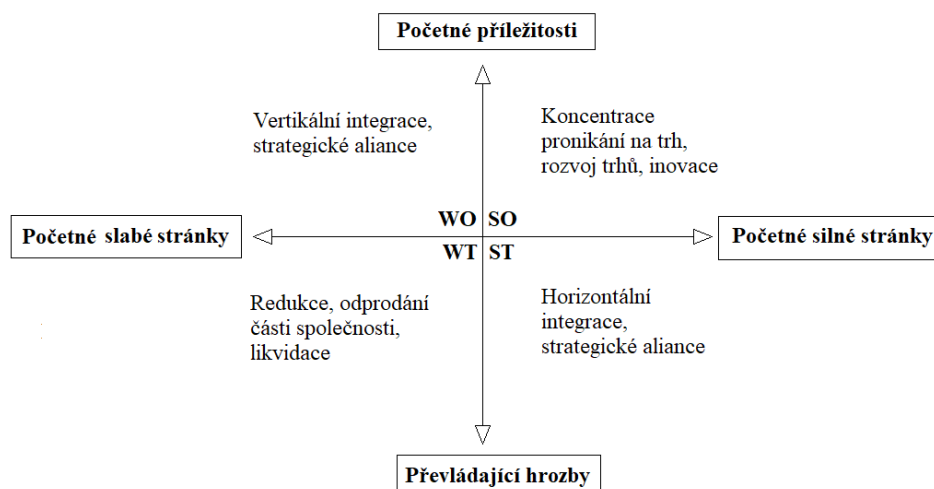 Početné příležitosti
Vertikální integrace,
strategické aliance
Koncentrace
pronikání na trh,
rozvoj trhů, inovace
WO SO
Početné slabé stránky
Početné silné stránky
WT ST
Redukce, odprodání
části společnosti,
likvidace
Horizontální
integrace,
strategické aliance
Převládající hrozby